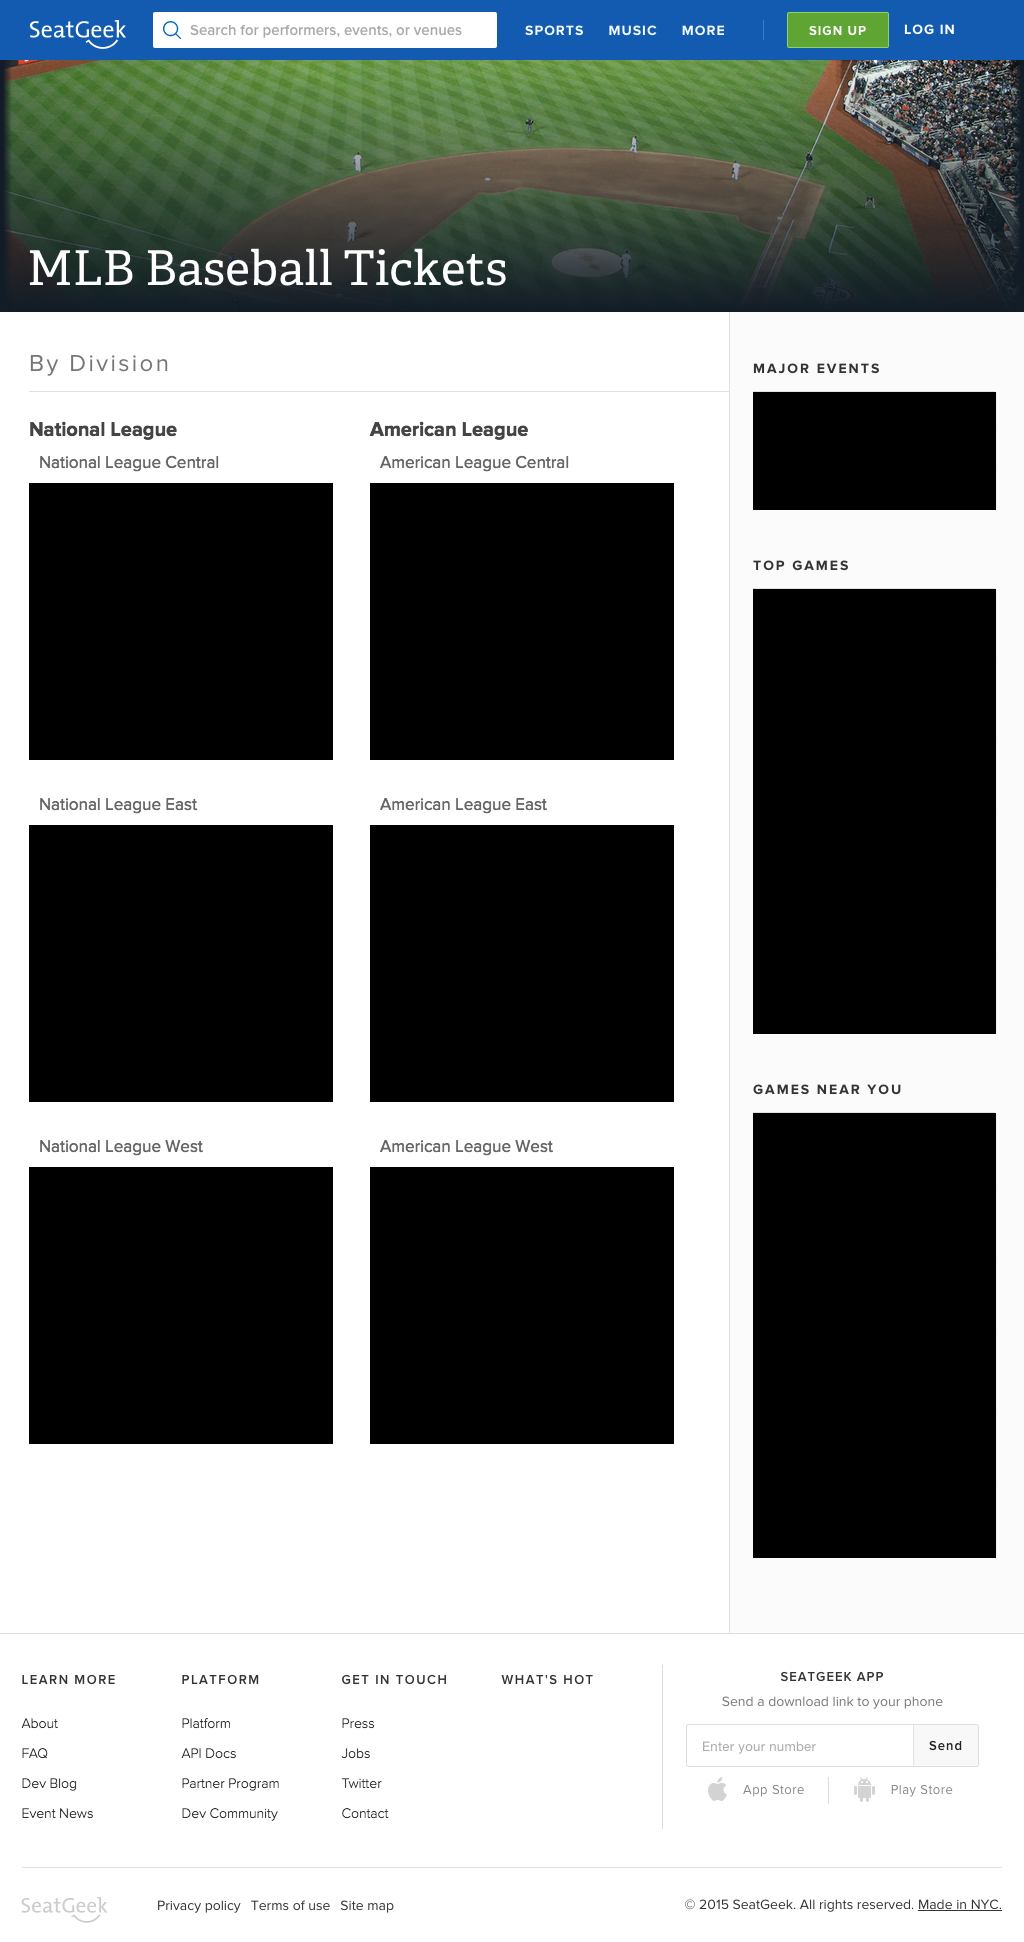 SeatGeek
Search for performers, events, or venues
SPORTS
MUSIC
MORE
SIGN UP
LOG IN
MLB Baseball Tickets
By Division
National League
National League Central
National League East
National League West
American League
American League Central
American League East
American League West
MAJOR EVENTS
TOP GAMES
GAMES NEAR YOU
LEARN MORE
About
FAQ
Dev Blog
Event News
PLATFORM
Platform
API Docs
Partner Program
Dev Community
GET IN TOUCH
Press
Jobs
Twitter
Contact
WHAT'S HOT
SEATGEEK APP
Send a download link to your phone
Enter your number
Send
App Store
Play Store
SeatGeek
Privacy policy
Terms of use
Site map
© 2015 SeatGeek. All rights reserved. Made in NYC.